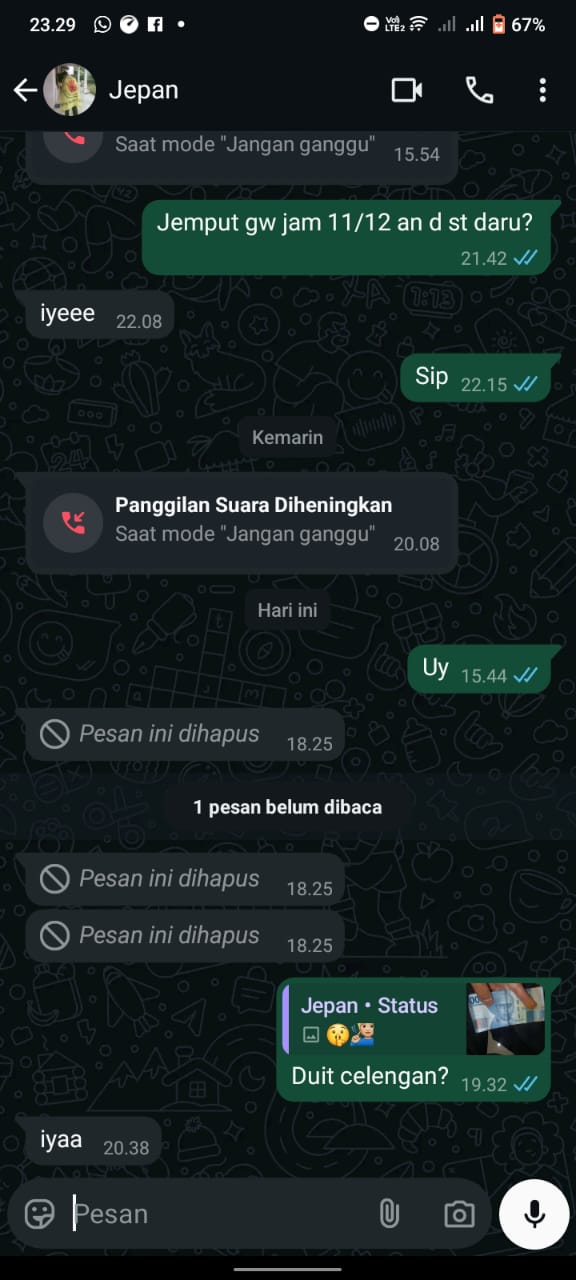 23.29
Vo) LTE2 67%
Jepan
Saat mode "Jangan ganggu" 15.54
Jemput gw jam 11/12 an d st daru?
21.42
iyeee 22.08
Sip 22.15
Kemarin
Panggilan Suara Diheningkan
Saat mode "Jangan ganggu" 20.08
Hari ini
Uy 15.44
Pesan ini dihapus 18.25
1 pesan belum dibaca
Pesan ini dihapus 18.25
Pesan ini dihapus 18.25
Jepan • Status
🤫💁🏻‍♂️
Duit celengan? 19.32
iyaa 20.38
Pesan